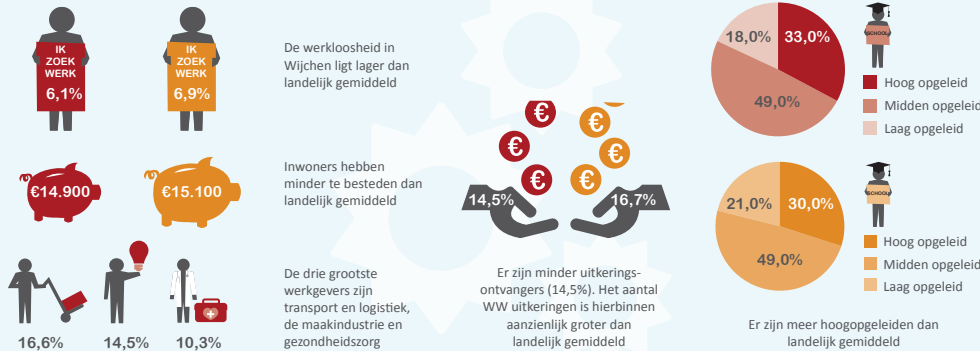 IK
ZOEK
WERK
6,1%
IK
ZOEK
WERK
6,9%
De werkloosheid in
Wijchen ligt lager dan
landelijk gemiddeld
€14.900
€15.100
Inwoners hebben
minder te besteden dan
landelijk gemiddeld
16,6%
14,5%
10,3%
De drie grootste
werkgevers zijn
transport en logistiek,
de maakindustrie en
gezondheidszorg
€
€
€
€
€
€
€
14,5%
16,7%
Er zijn minder uitkerings-
ontvangers (14,5%). Het aantal
WW uitkeringen is hierbinnen
aanzienlijk groter dan
landelijk gemiddeld
18,0%
33,0%
49,0%
SCHOOL
Hoog opgeleid
Midden opgeleid
Laag opgeleid
21,0%
30,0%
49,0%
SCHOOL
Hoog opgeleid
Midden opgeleid
Laag opgeleid
Er zijn meer hoogopgeleiden dan
landelijk gemiddeld